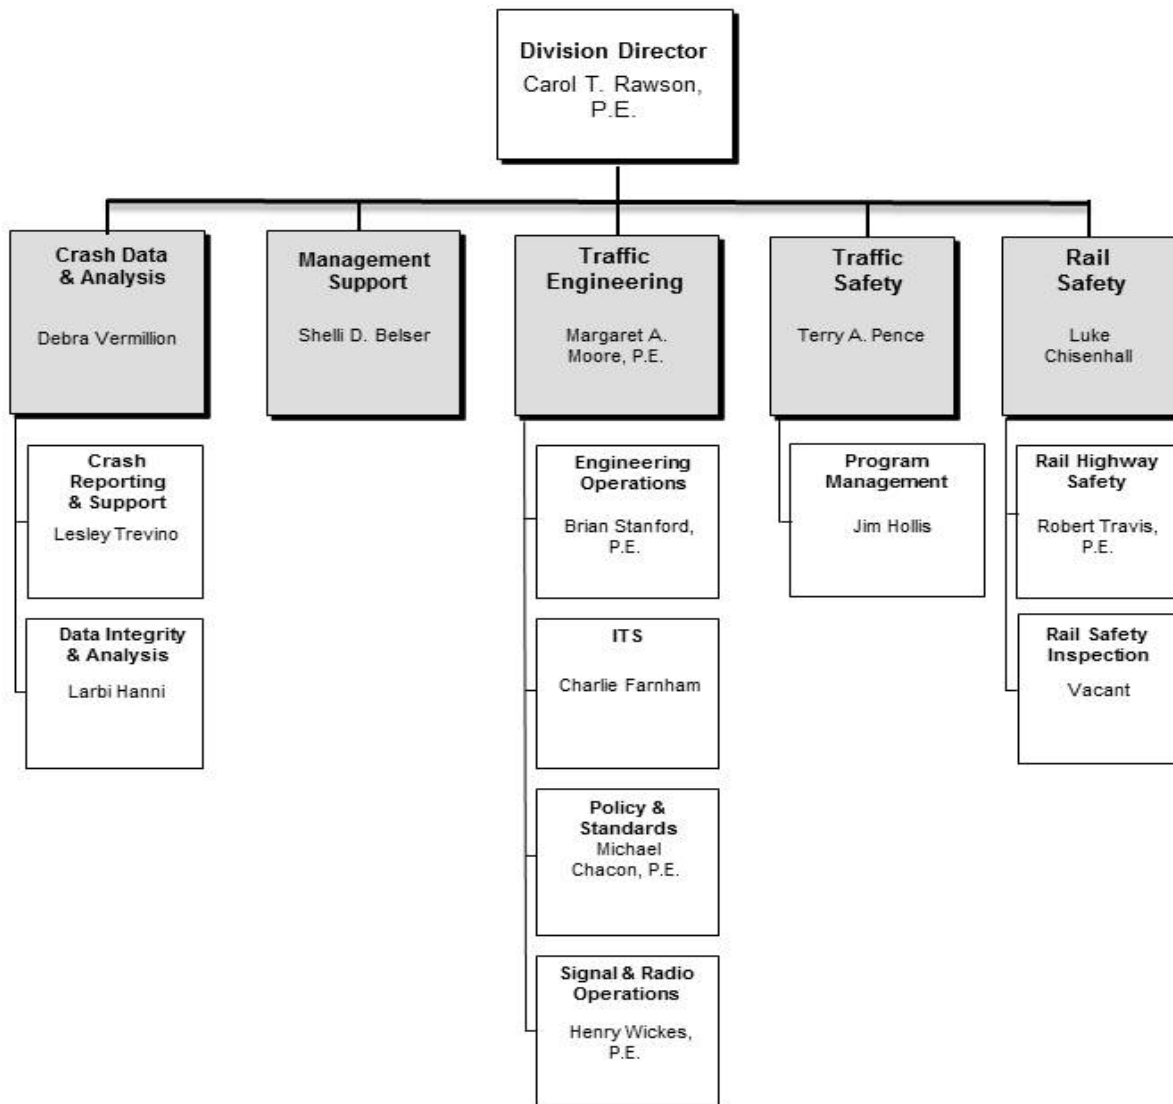 Division Director
Carol T. Rawson,
P.E.
Crash Data
& Analysis
Debra Vermillion
Management
Support
Shelli D. Belser
Traffic
Engineering
Margaret A.
Moore, P.E.
Traffic
Safety
Terry A. Pence
Rail
Safety
Luke
Chisenhall
Crash
Reporting
& Support
Lesley Trevino
Data Integrity
& Analysis
Larbi Hanni
Engineering
Operations
Brian Stanford,
P.E.
ITS
Charlie Farnham
Policy &
Standards
Michael
Chacon, P.E.
Signal & Radio
Operations
Henry Wickes,
P.E.
Program
Management
Jim Hollis
Rail Highway
Safety
Robert Travis,
P.E.
Rail Safety
Inspection
Vacant